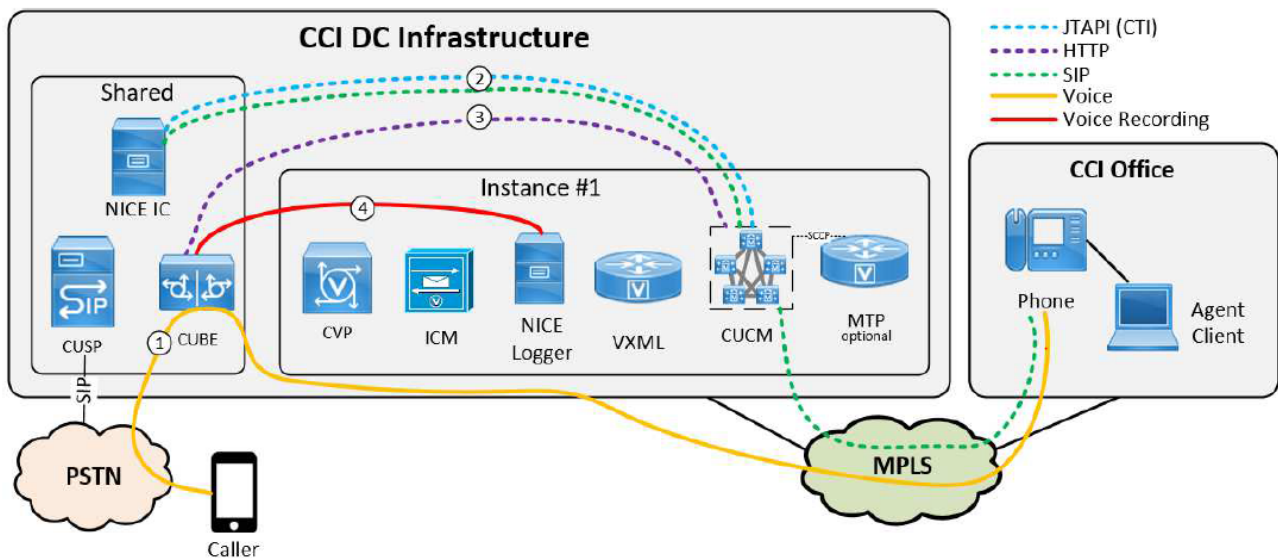 CCI DC Infrastructure
JTAPI (CTI)
HTTP
SIP
Voice
Voice Recording
Shared
2
3
NICE IC
Instance #1
4
CCI Office
SIP
V
V
SCCP
V
V
CUSP
1
CUBE
CVP
ICM
NICE
Logger
VXML
CUCM
MTP
optional
Phone
Agent
Client
SIP
PSTN
MPLS
Caller